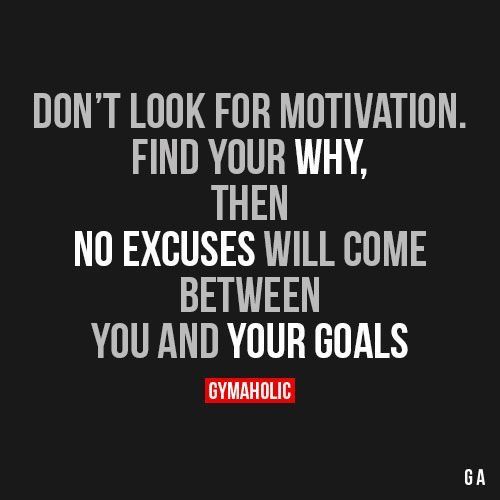 DON'T LOOK FOR MOTIVATION.
FIND YOUR WHY,
THEN
NO EXCUSES WILL COME
BETWEEN
YOU AND YOUR GOALS
GYMAHOLIC
GA